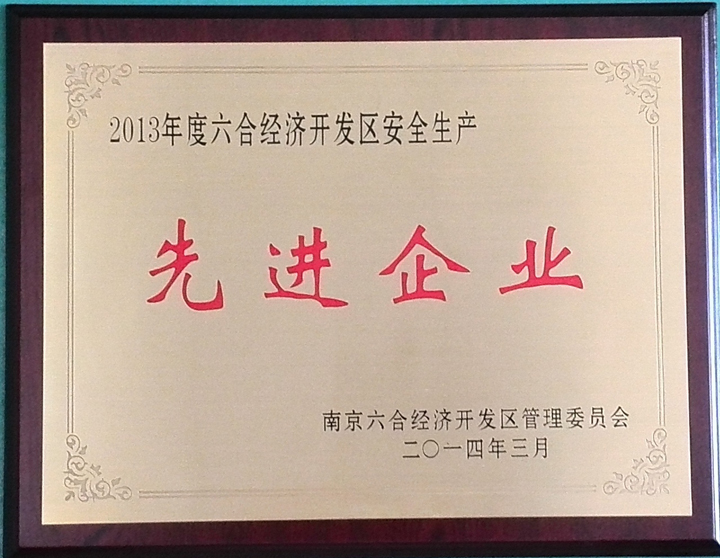 2013年度六合经济开发区安全生产
先进企业
南京六合经济开发区管理委员会
二〇一四年三月